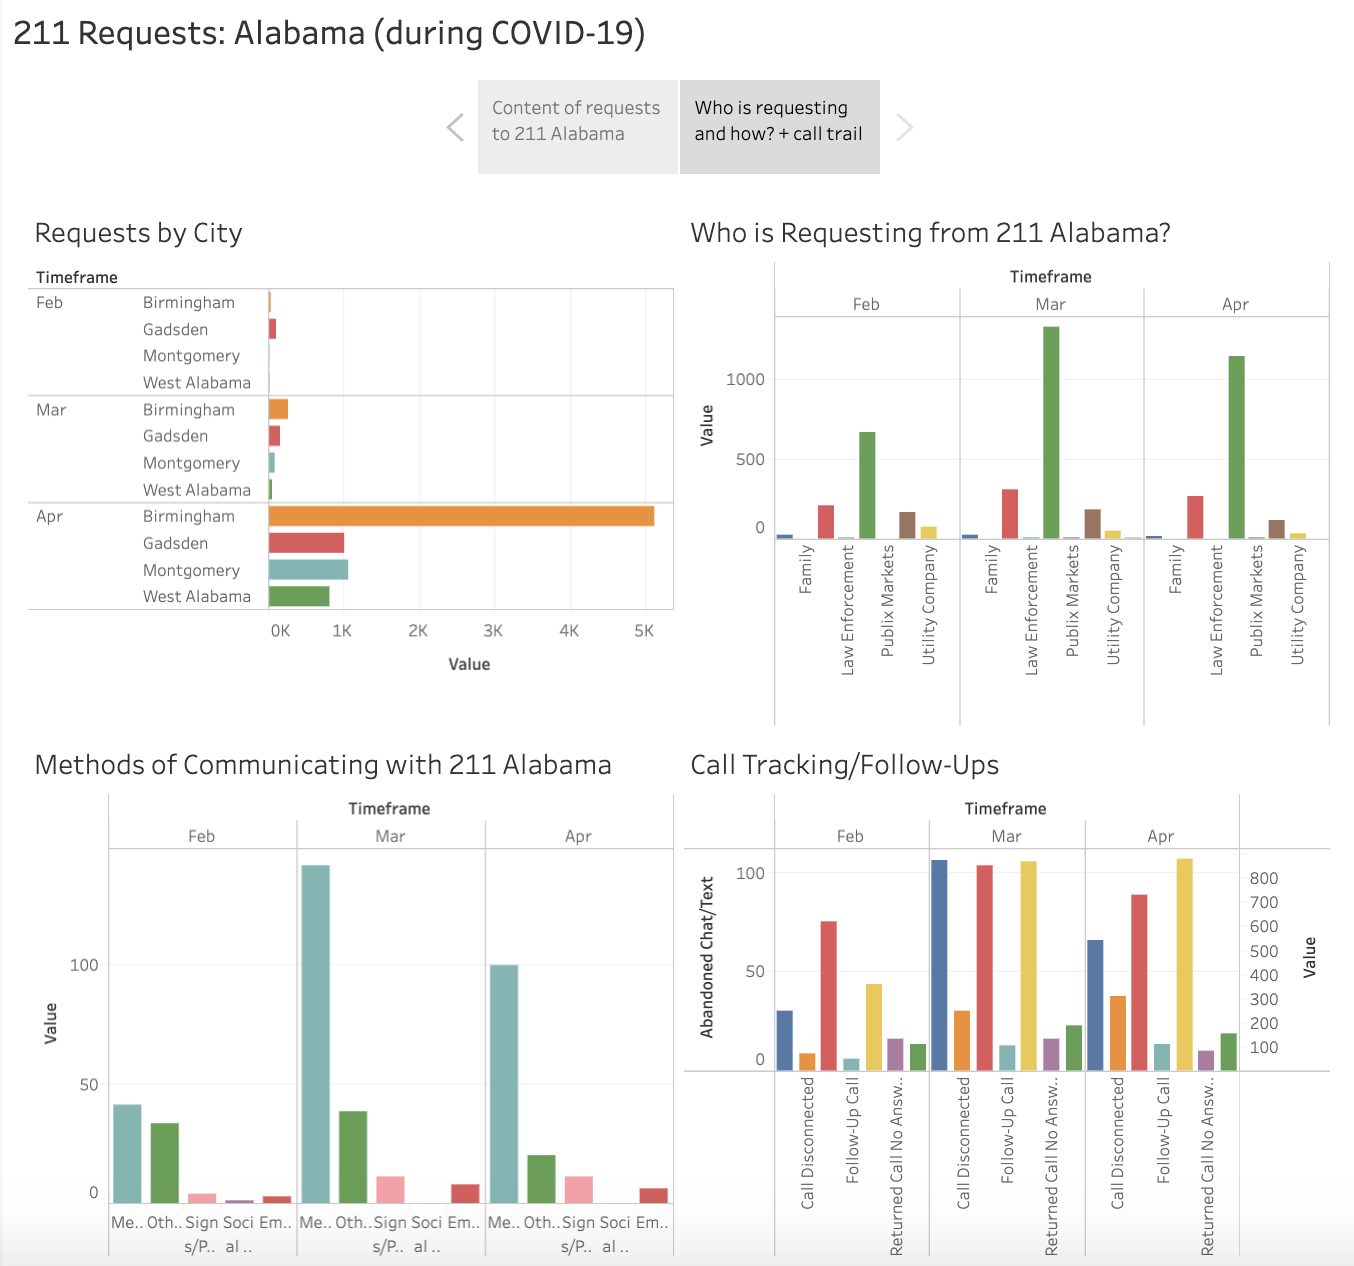 211 Requests: Alabama (during COVID-19)
Content of requests
to 211 Alabama
Who is requesting
and how? + call trail
Requests by City
Timeframe
Feb
Birmingham
Gadsden
Montgomery
West Alabama
Mar
Birmingham
Gadsden
Montgomery
West Alabama
Apr
Birmingham
Gadsden
Montgomery
West Alabama
0K 1K 2K 3K 4K 5K
Value
Who is Requesting from 211 Alabama?
Timeframe
Feb Mar Apr
Value
1000
500
0
Family
Law Enforcement
Publix Markets
Utility Company
Family
Law Enforcement
Publix Markets
Utility Company
Family
Law Enforcement
Publix Markets
Utility Company
Methods of Communicating with 211 Alabama
Timeframe
Feb Mar Apr
Value
100
50
0
Me.. Oth.. Sign Soci Em.. Me.. Oth.. Sign Soci Em.. Me.. Oth.. Sign Soci Em..
s/P.. al .. s/P.. al .. s/P.. al ..
Call Tracking/Follow-Ups
Timeframe
Feb Mar Apr
Abandoned Chat/Text
100
50
0
800
700
600
500
400
300
200
100
Value
Call Disconnected
Follow-Up Call
Returned Call No Answ..
Call Disconnected
Follow-Up Call
Returned Call No Answ..
Call Disconnected
Follow-Up Call
Returned Call No Answ..